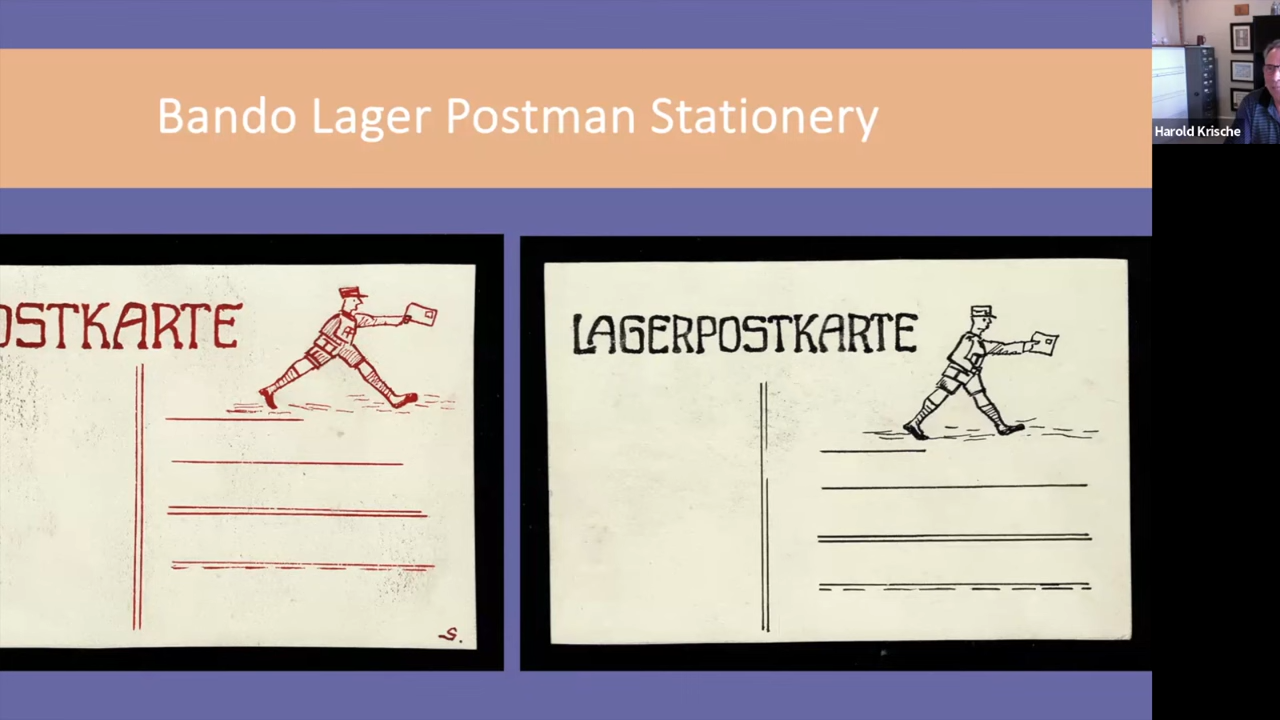 Bando Lager Postman Stationery
Harold Krische
OSTKARTE
LAGERPOSTKARTE
S.